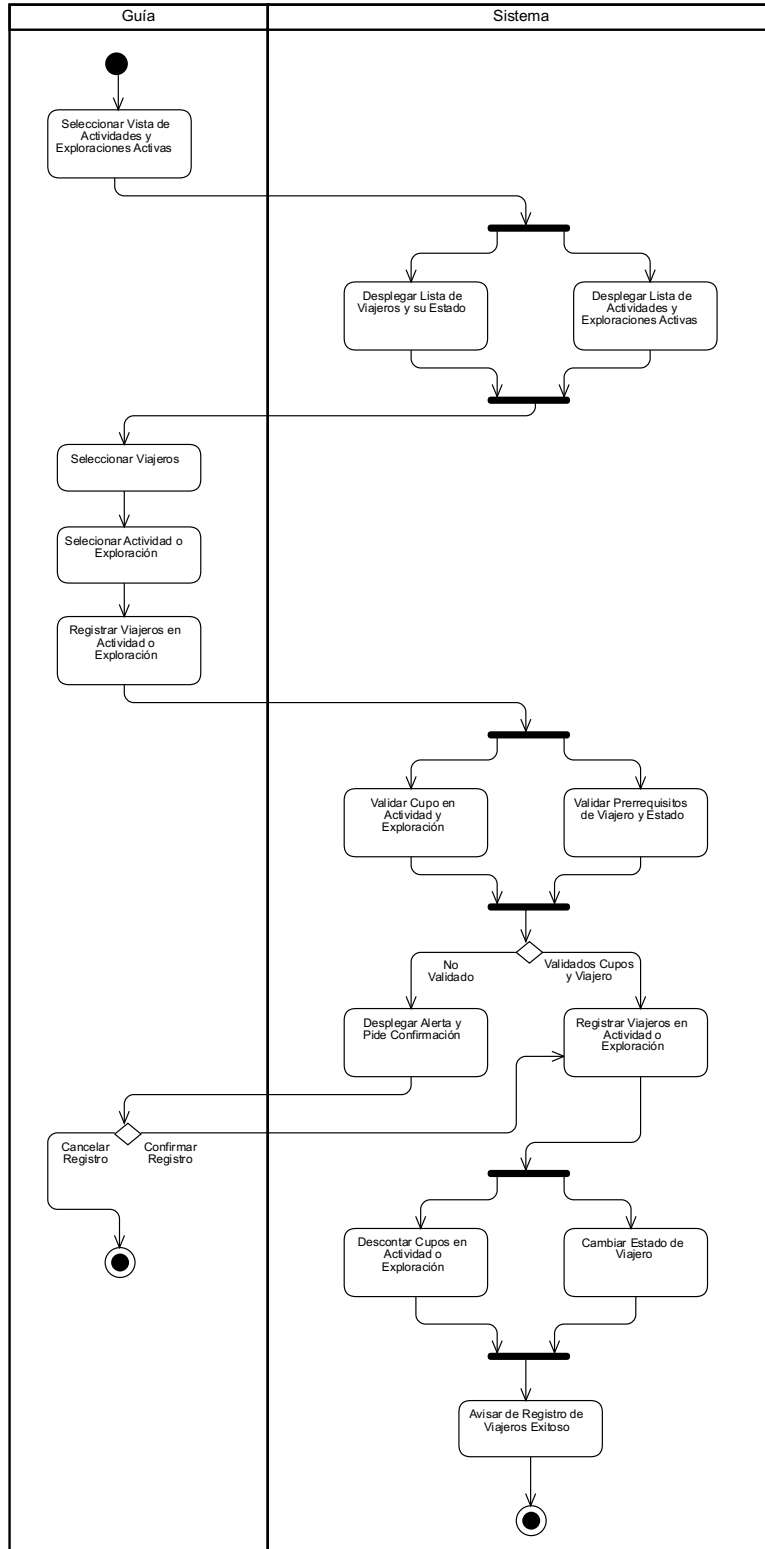 Guía
Sistema
Seleccionar Vista de
Actividades y
Exploraciones Activas
Desplegar Lista de
Viajeros y su Estado
Desplegar Lista de
Actividades y
Exploraciones Activas
Seleccionar Viajeros
Selecionar Actividad o
Exploración
Registrar Viajeros en
Actividad o
Exploración
Validar Cupo en
Actividad y
Exploración
Validar Prerrequisitos
de Viajero y Estado
No
Validado
Validados Cupos
y Viajero
Desplegar Alerta y
Pide Confirmación
Registrar Viajeros en
Actividad o
Exploración
Cancelar
Registro
Confirmar
Registro
Descontar Cupos en
Actividad o
Exploración
Cambiar Estado de
Viajero
Avisar de Registro de
Viajeros Exitoso